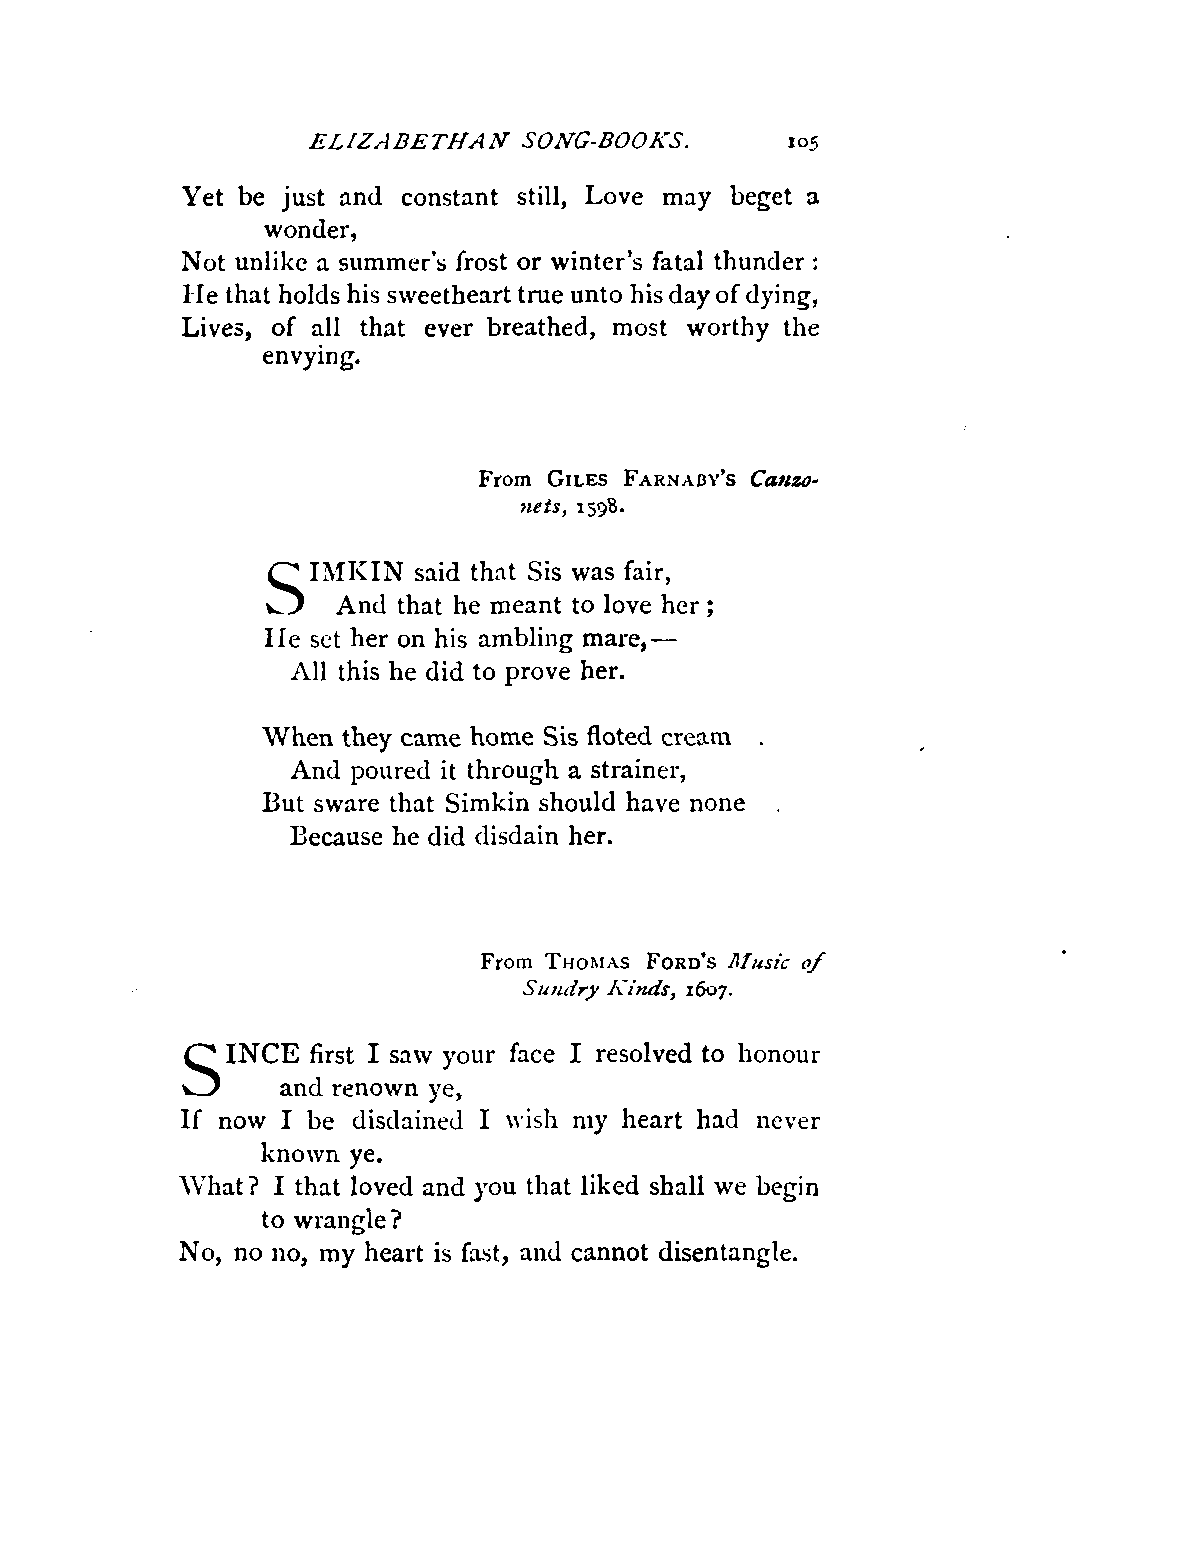 ELIZABETHAN SONG-BOOKS. 105
Yet be just and constant still, Love may beget a
wonder,
Not unlike a summer's frost or winter's fatal thunder :
He that holds his sweetheart true unto his day of dying,
Lives, of all that ever breathed, most worthy the
envying.
From GILES FARNABY'S Canzo-
nets, 1598.
SIMKIN said that Sis was fair,
And that he meant to love her ;
He set her on his ambling mare,—
All this he did to prove her.
When they came home Sis floted cream
And poured it through a strainer,
But sware that Simkin should have none
Because he did disdain her.
From THOMAS FORD'S Music of
Sundry Kinds, 1607.
SINCE first I saw your face I resolved to honour
and renown ye,
If now I be disdained I wish my heart had never
known ye.
What? I that loved and you that liked shall we begin
to wrangle?
No, no no, my heart is fast, and cannot disentangle.